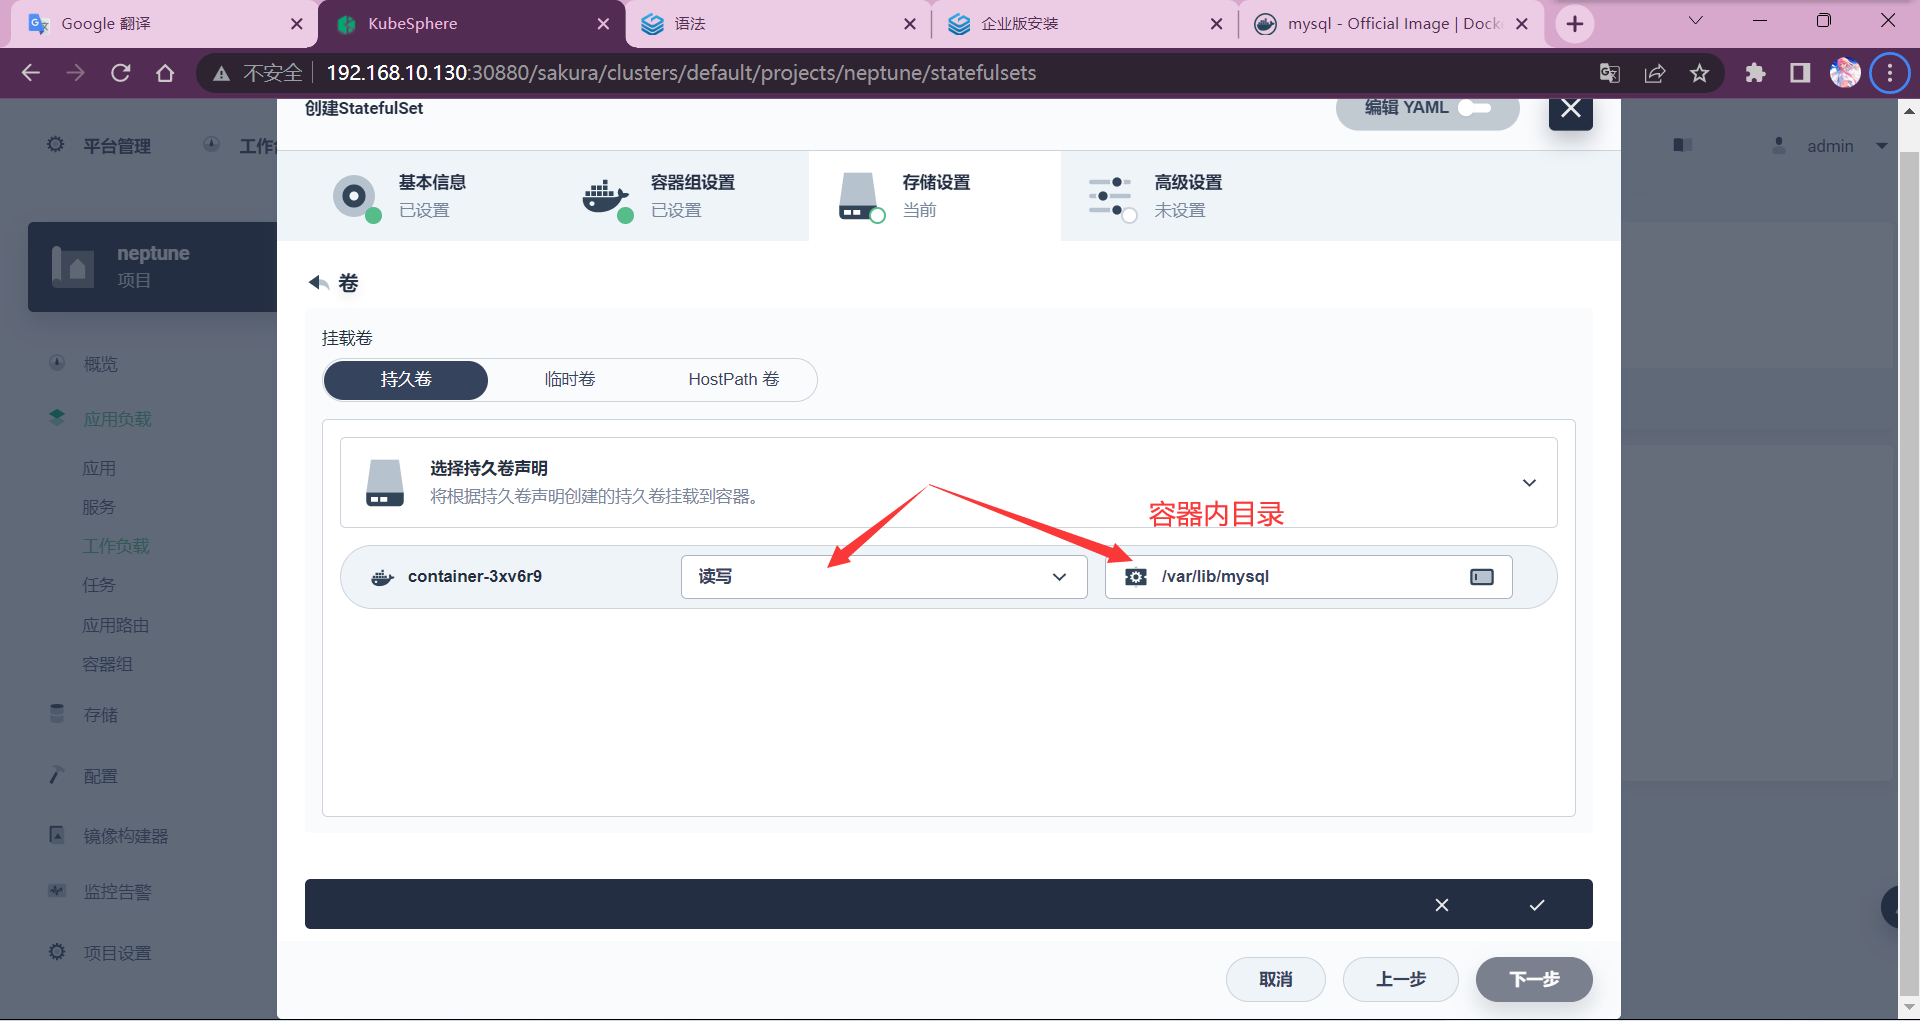 Google 翻译
KubeSphere
语法
企业版安装
mysql - Official Image | Dock
不安全
192.168.10.130:30880/sakura/clusters/default/projects/neptune/statefulsets
创建StatefulSet
编辑 YAML
平台管理
工作
admin
基本信息
已设置
容器组设置
已设置
存储设置
当前
高级设置
未设置
neptune
项目
卷
挂载卷
持久卷
临时卷
HostPath 卷
概览
应用负载
应用
服务
工作负载
任务
应用路由
容器组
存储
配置
镜像构建器
监控告警
项目设置
选择持久卷声明
将根据持久卷声明创建的持久卷挂载到容器。
容器内目录
container-3xv6r9
读写
/var/lib/mysql
取消
上一步
下一步